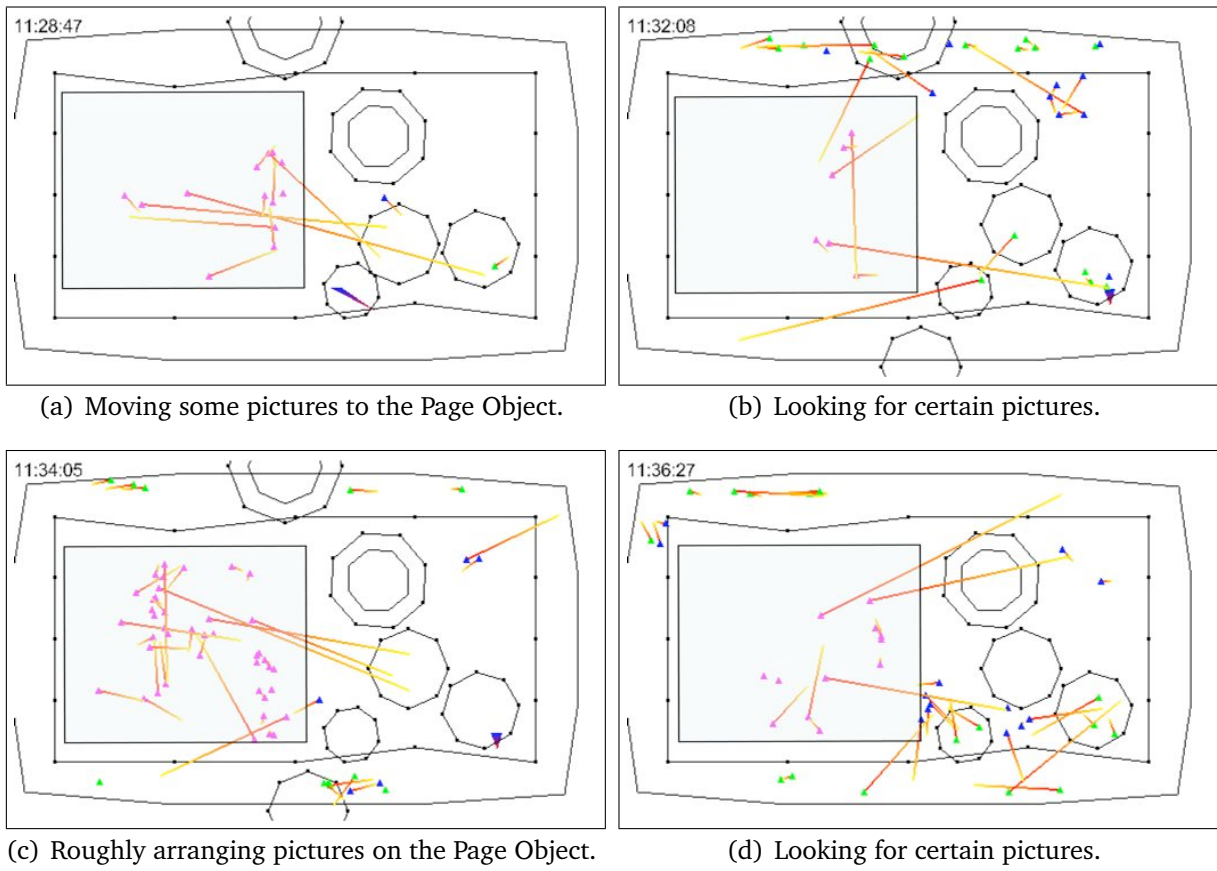 11:28:47
11:32:08
(a) Moving some pictures to the Page Object.
(b) Looking for certain pictures.
11:34:05
11:36:27
(c) Roughly arranging pictures on the Page Object.
(d) Looking for certain pictures.